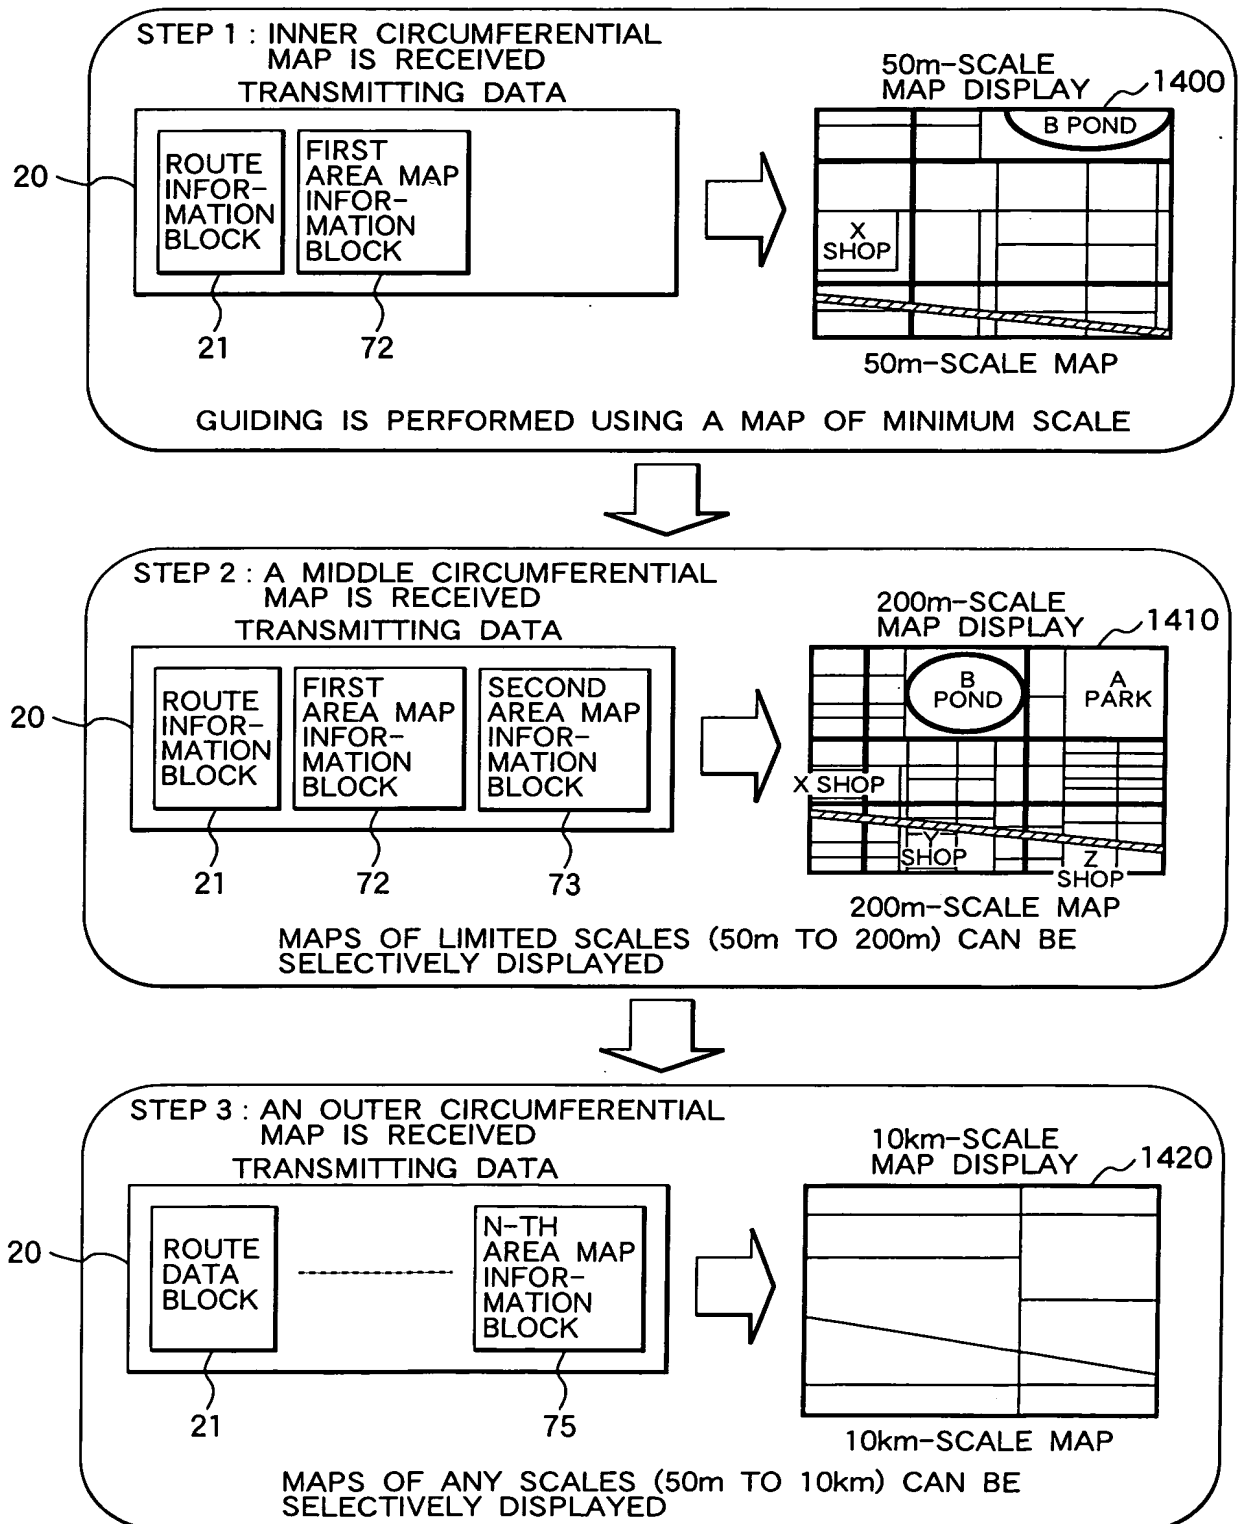 STEP 1 : INNER CIRCUMFERENTIAL
MAP IS RECEIVED
TRANSMITTING DATA
20
ROUTE
INFOR-
MATION
BLOCK
FIRST
AREA MAP
INFOR-
MATION
BLOCK
21
72
50m-SCALE
MAP DISPLAY
1400
B POND
X
SHOP
50m-SCALE MAP
GUIDING IS PERFORMED USING A MAP OF MINIMUM SCALE
STEP 2 : A MIDDLE CIRCUMFERENTIAL
MAP IS RECEIVED
TRANSMITTING DATA
20
ROUTE
INFOR-
MATION
BLOCK
FIRST
AREA MAP
INFOR-
MATION
BLOCK
SECOND
AREA MAP
INFOR-
MATION
BLOCK
21
72
73
200m-SCALE
MAP DISPLAY
1410
B
POND
A
PARK
X SHOP
Y
SHOP
Z
SHOP
200m-SCALE MAP
MAPS OF LIMITED SCALES (50m TO 200m) CAN BE
SELECTIVELY DISPLAYED
STEP 3 : AN OUTER CIRCUMFERENTIAL
MAP IS RECEIVED
TRANSMITTING DATA
20
ROUTE
DATA
BLOCK
N-TH
AREA MAP
INFOR-
MATION
BLOCK
21
75
10km-SCALE
MAP DISPLAY
1420
10km-SCALE MAP
MAPS OF ANY SCALES (50m TO 10km) CAN BE
SELECTIVELY DISPLAYED